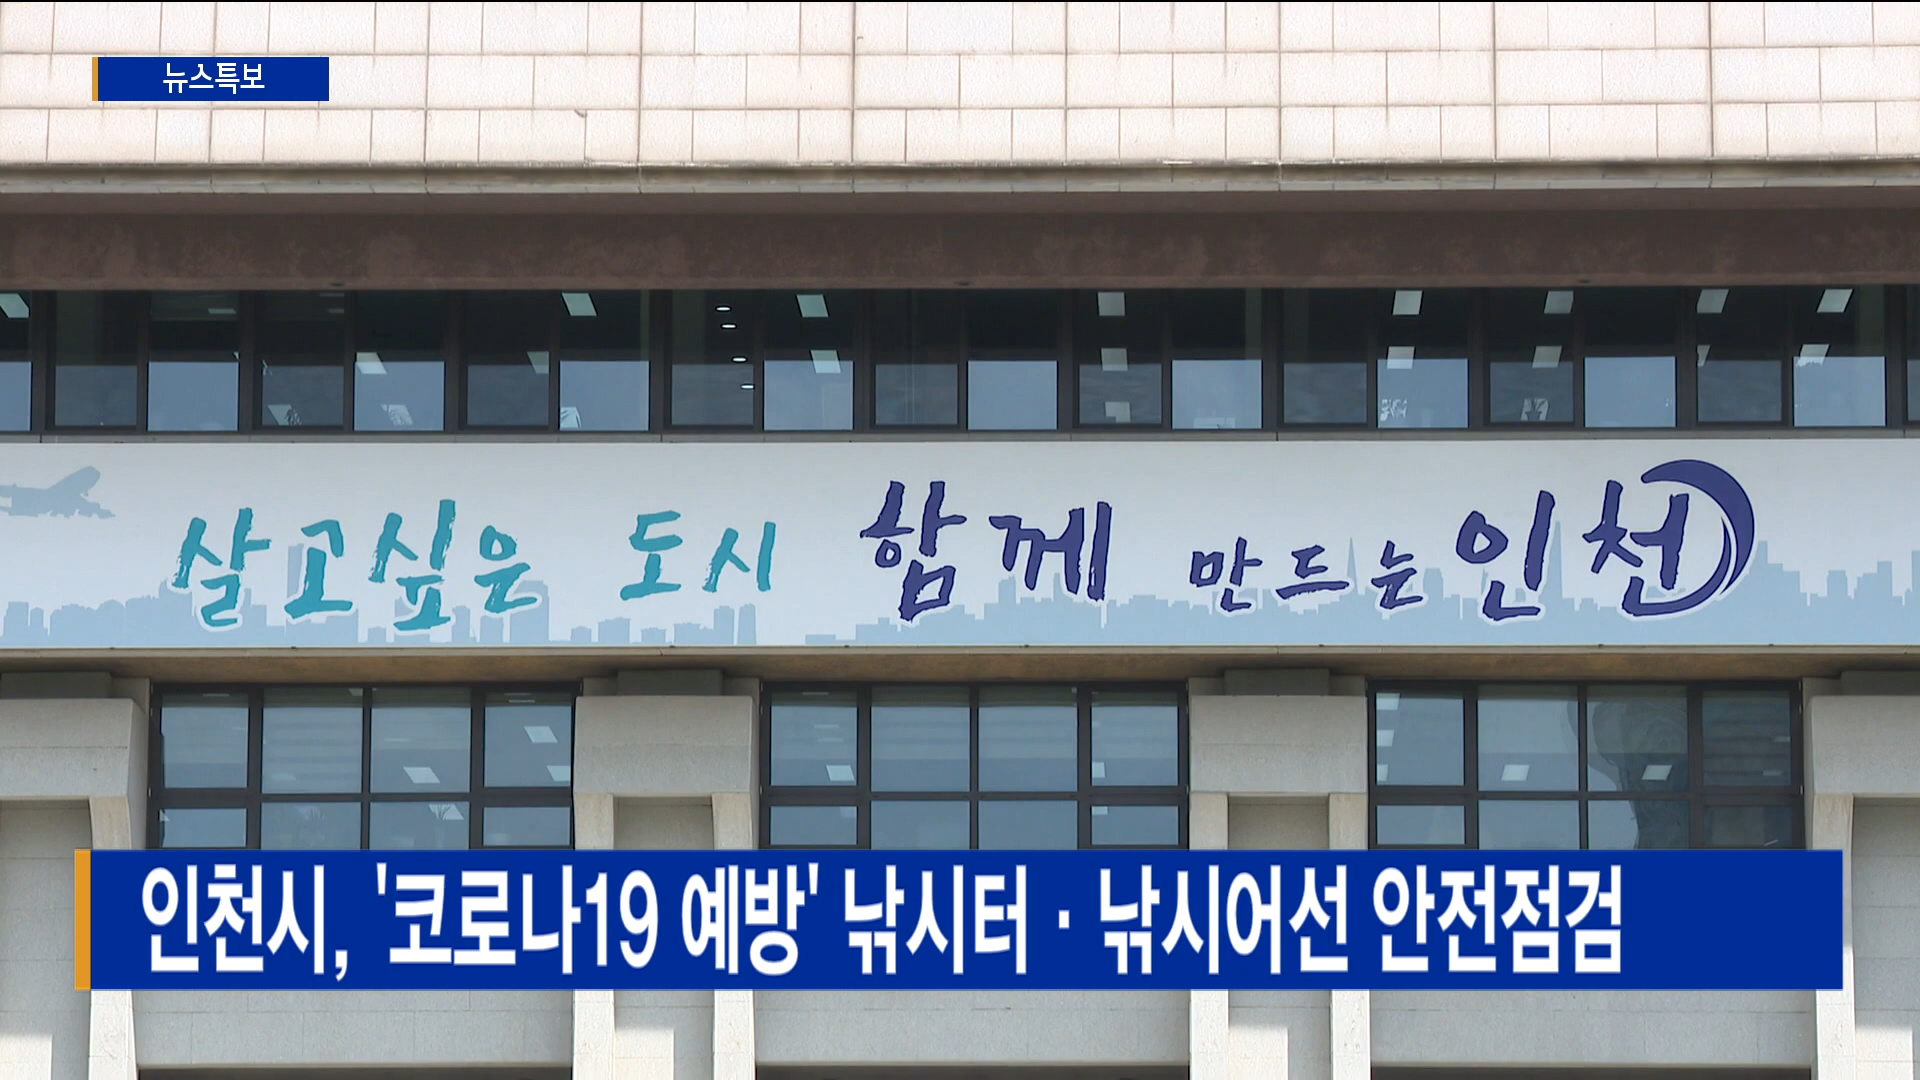 뉴스특보
살고싶은 도시 함께 만드는 인천
인천시, '코로나19 예방' 낚시터 · 낚시어선 안전점검